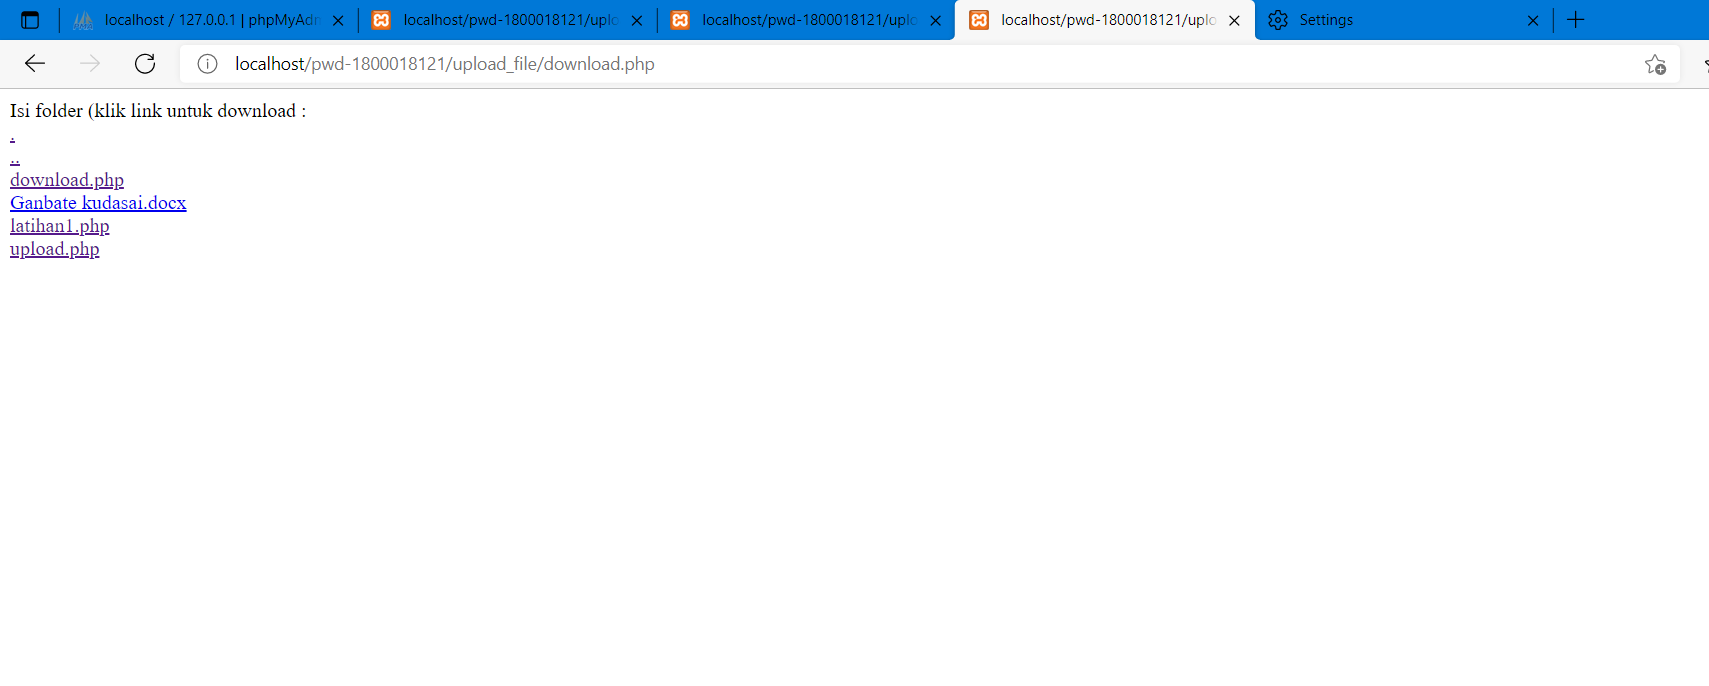 localhost / 127.0.0.1 | phpMyAdm
localhost/pwd-1800018121/uplo
localhost/pwd-1800018121/uplo
localhost/pwd-1800018121/uplo
Settings
localhost/pwd-1800018121/upload_file/download.php
Isi folder (klik link untuk download :
.
..
download.php
Ganbate kudasai.docx
latihan1.php
upload.php